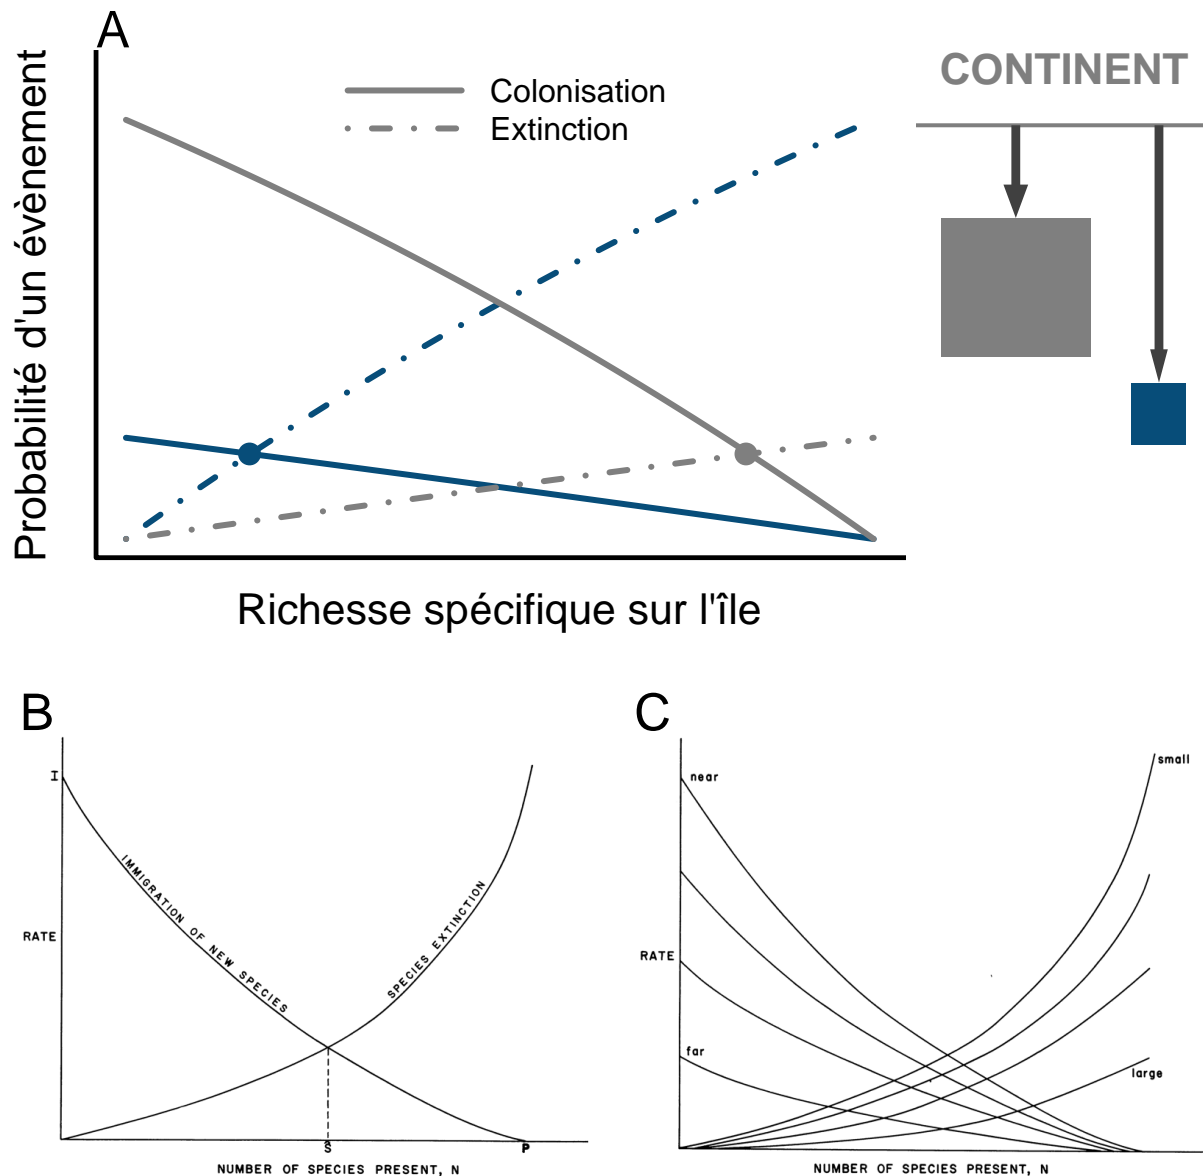 A
Probabilité d'un évènement
Colonisation
Extinction
CONTINENT
Richesse spécifique sur l'île
B
I
RATE
IMMIGRATION OF NEW SPECIES
SPECIES EXTINCTION
Ŝ
P
NUMBER OF SPECIES PRESENT, N
C
near
small
RATE
far
large
NUMBER OF SPECIES PRESENT, N